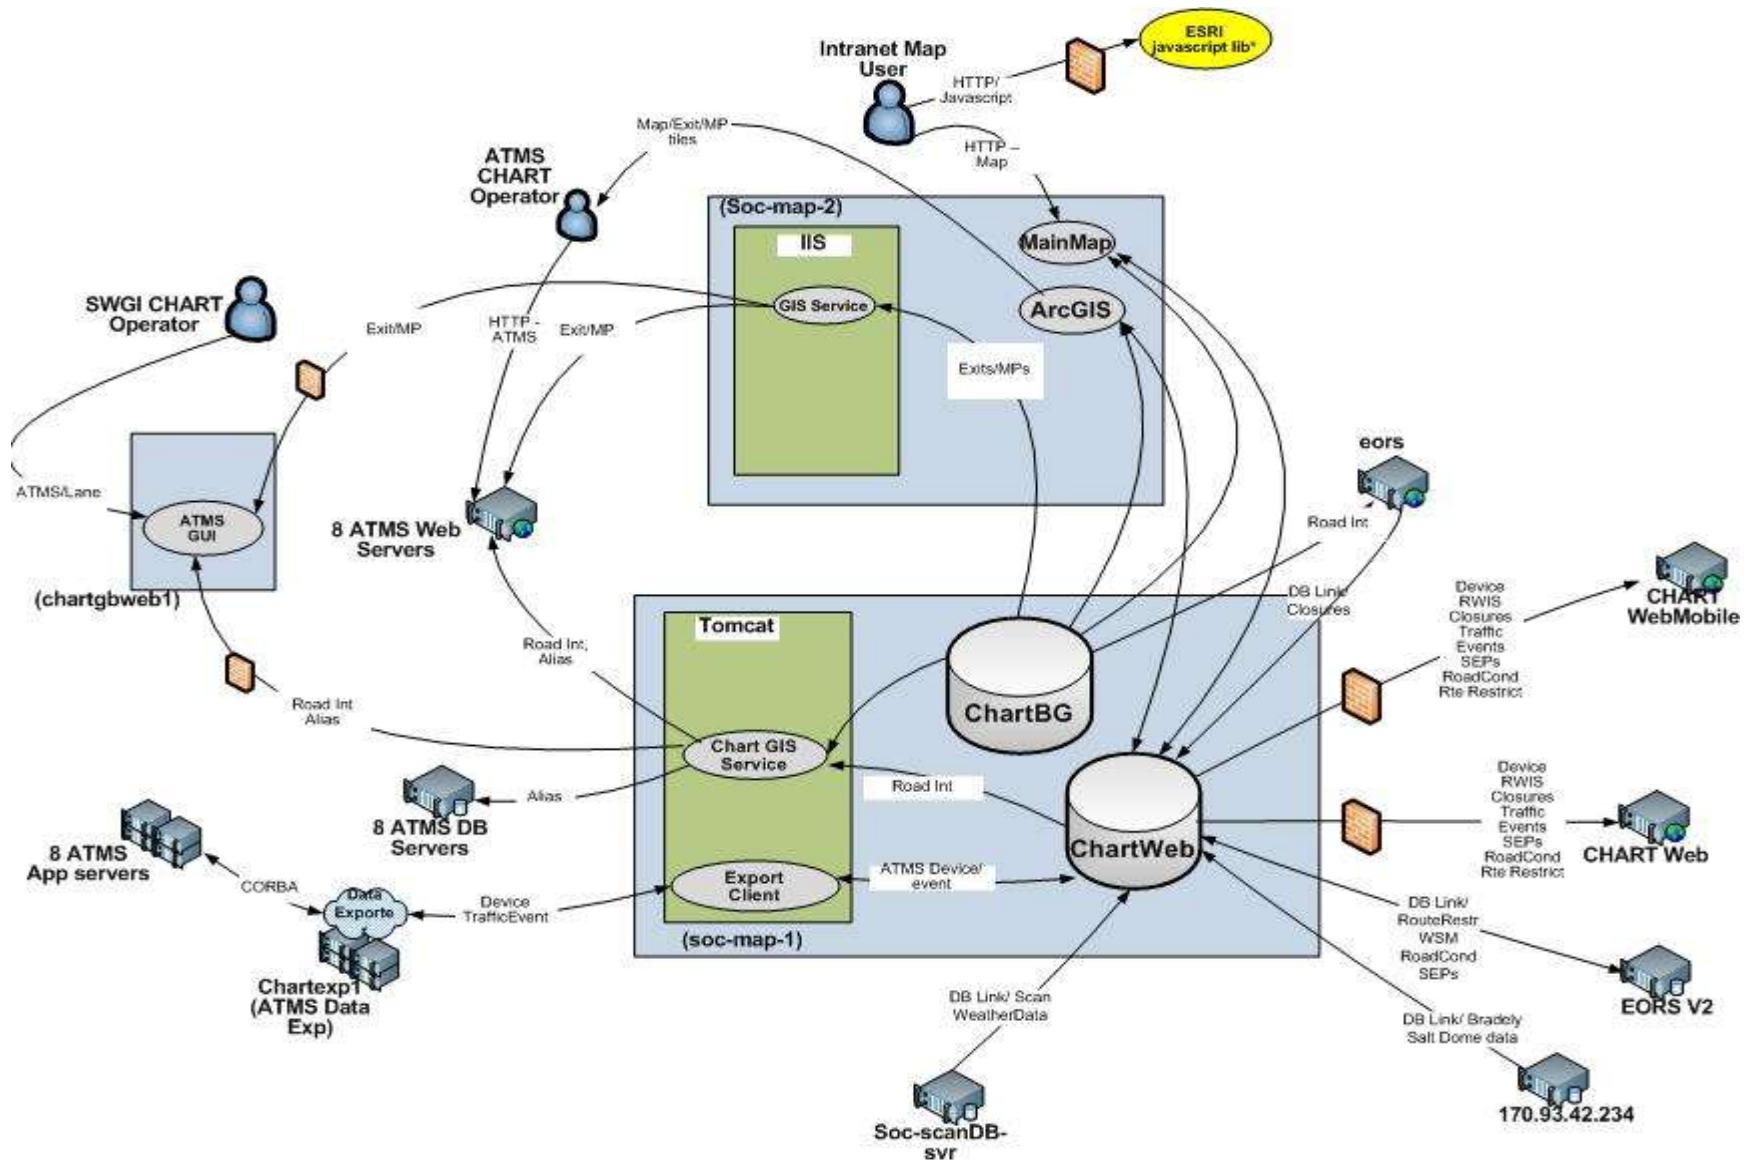 ESRI
javascript lib*
Intranet Map
User
HTTP/
Javascript
Map/Exit/MP
tiles
HTTP –
Map
ATMS
CHART
Operator
(Soc-map-2)
IIS
MainMap
GIS Service
ArcGIS
SWGI CHART
Operator
Exit/MP
HTTP -
ATMS
Exit/MP
Exits/MPs
eors
ATMS/Lane
ATMS
GUI
8 ATMS Web
Servers
Road Int
(chartgbweb1)
DB Link/
Closures
Device
RWIS
Closures
Traffic
Events
SEPs
RoadCond
Rte Restrict
CHART
WebMobile
Tomcat
Road Int,
Alias
Road Int
Alias
ChartBG
Chart GIS
Service
Road Int
Alias
8 ATMS DB
Servers
Device
RWIS
Closures
Traffic
Events
SEPs
RoadCond
Rte Restrict
CHART Web
ChartWeb
8 ATMS
App servers
CORBA
Data
Exporte
Device
TrafficEvent
Export
Client
ATMS Device/
event
(soc-map-1)
DB Link/
RouteRestr
WSM
RoadCond
SEPs
EORS V2
Chartexp1
(ATMS Data
Exp)
DB Link/ Scan
WeatherData
DB Link/ Bradely
Salt Dome data
170.93.42.234
Soc-scanDB-
svr